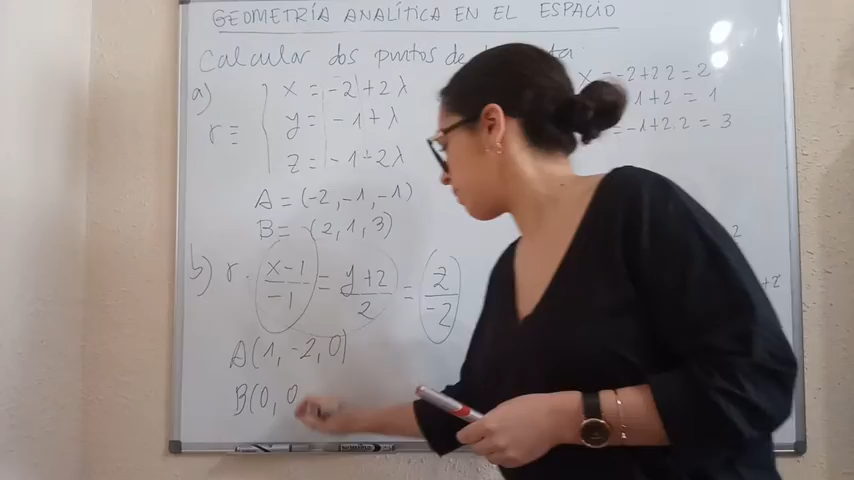 GEOMETRÍA ANALÍTICA EN EL ESPACIO
Calcular dos puntos de ta
a)
r ≡
x = -2 + 2λ
y = -1 + λ
z = -1 + 2λ
x = -2+2.2 = 2
1+2 = 1
= -1+2.2 = 3
A = (-2, -1, -1)
B = (2, 1, 3)
b) r. x-1/-1 = y+2/2 = z/-2
A(1, -2, 0)
B(0, 0